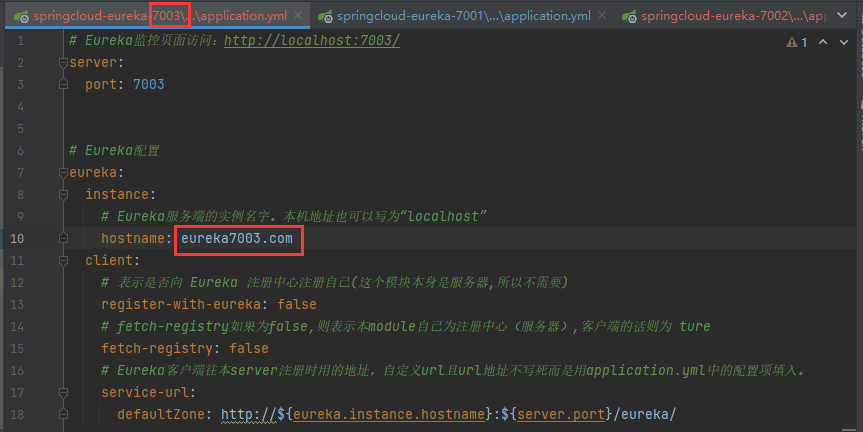 springcloud-eureka-7003\...\application.yml springcloud-eureka-7001\...\application.yml springcloud-eureka-7002\...\app
1 # Eureka监控页面访问：http://localhost:7003/ 1
2 server:
3 port: 7003
4
5
6 # Eureka配置
7 eureka:
8 instance:
9 # Eureka服务端的实例名字。本机地址也可以写为“localhost”
10 hostname: eureka7003.com
11 client:
12 # 表示是否向 Eureka 注册中心注册自己(这个模块本身是服务器,所以不需要)
13 register-with-eureka: false
14 # fetch-registry如果为false,则表示本module自己为注册中心（服务器）,客户端的话则为 ture
15 fetch-registry: false
16 # Eureka客户端往本server注册时用的地址，自定义url且url地址不写死而是用application.yml中的配置项填入。
17 service-url:
18 defaultZone: http://${eureka.instance.hostname}:${server.port}/eureka/